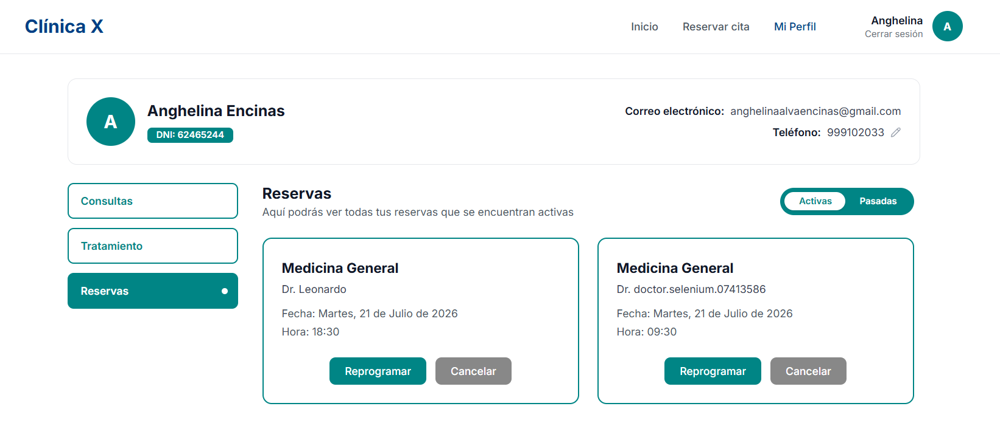 Clínica X
Inicio
Reservar cita
Mi Perfil
Anghelina
Cerrar sesión
A
A
Anghelina Encinas
DNI: 62465244
Correo electrónico: anghelinaalvaencinas@gmail.com
Teléfono: 999102033
Consultas
Tratamiento
Reservas
Reservas
Aquí podrás ver todas tus reservas que se encuentran activas
Activas
Pasadas
Medicina General
Dr. Leonardo
Fecha: Martes, 21 de Julio de 2026
Hora: 18:30
Reprogramar
Cancelar
Medicina General
Dr. doctor.selenium.07413586
Fecha: Martes, 21 de Julio de 2026
Hora: 09:30
Reprogramar
Cancelar